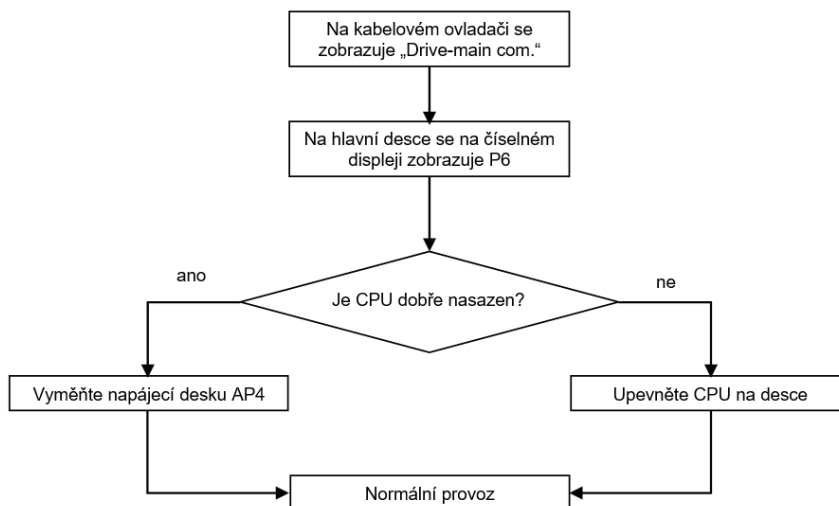 Na kabelovém ovladači se
zobrazuje „Drive-main com.“
Na hlavní desce se na číselném
displeji zobrazuje P6
ano
ne
Je CPU dobře nasazen?
Vyměňte napájecí desku AP4
Upevněte CPU na desce
Normální provoz